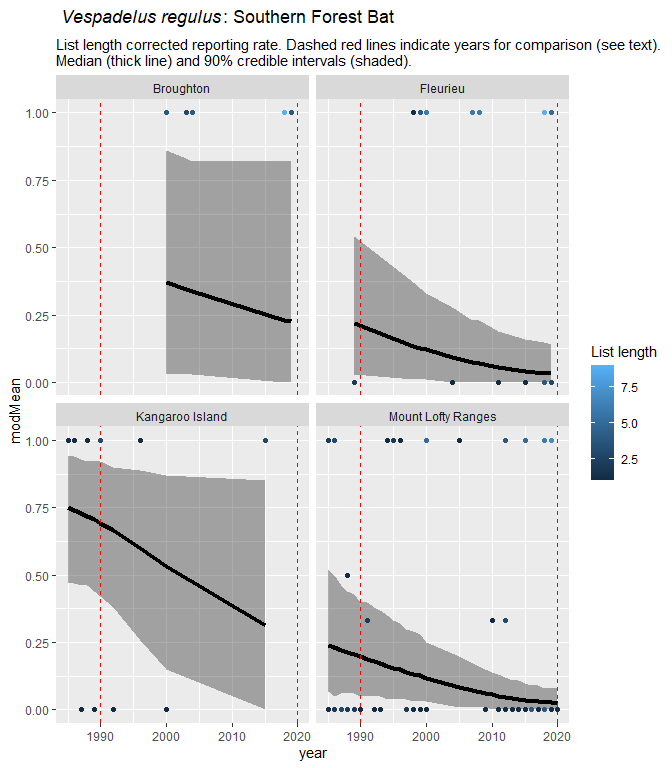 Vespadelus regulus: Southern Forest Bat
List length corrected reporting rate. Dashed red lines indicate years for comparison (see text).
Median (thick line) and 90% credible intervals (shaded).
Broughton
Fleurieu
1.00
0.75
0.50
0.25
0.00
Kangaroo Island
Mount Lofty Ranges
1.00
0.75
0.50
0.25
0.00
1990
2000
2010
2020
1990
2000
2010
2020
year
modMean
List length
7.5
5.0
2.5